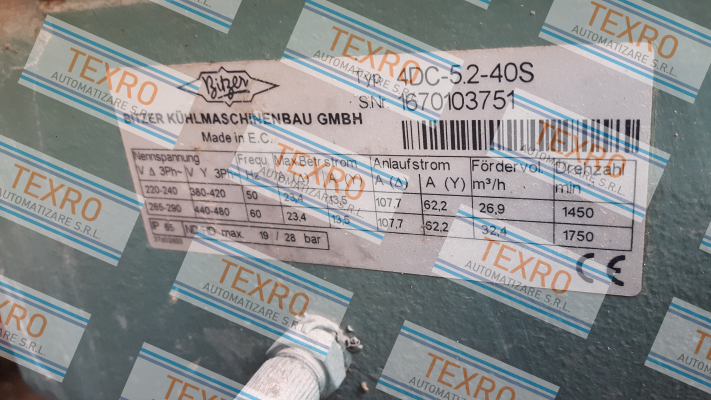 Bitzer
Typ 4DC-5.2-40S
S.Nr 1670103751
BITZER KÜHLMASCHINENBAU GMBH
Made in E.C.
Nennspannung Frequ. Max.Betr.strom Anlaufstrom Fördervol. Drehzahl
V Δ 3Ph~ V Y 3Ph~ Hz A (Δ) A (Y) A (Δ) A (Y) m³/h min
220-240 380-420 50 23,4 13,5 107,7 62,2 26,9 1450
265-290 440-480 60 23,4 13,5 107,7 62,2 32,4 1750
IP 65 ND/HD max. 19 / 28 bar
CE
TEXRO
AUTOMATIZARE S.R.L.